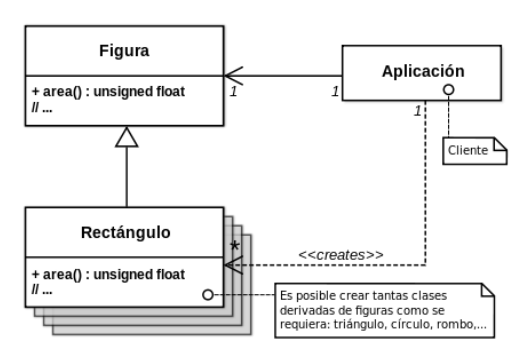 Figura
+ area() : unsigned float
// ...
Aplicación
1
1
1
Cliente
Rectángulo
+ area() : unsigned float
// ...
*
<<creates>>
Es posible crear tantas clases
derivadas de figuras como se
requiera: triángulo, círculo, rombo,...